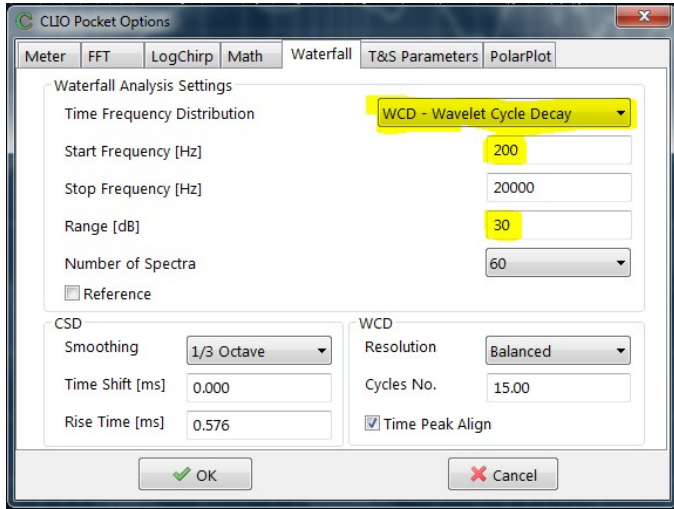 CLIO Pocket Options
Meter FFT LogChirp Math Waterfall T&S Parameters PolarPlot
Waterfall Analysis Settings
Time Frequency Distribution WCD - Wavelet Cycle Decay
Start Frequency [Hz] 200
Stop Frequency [Hz] 20000
Range [dB] 30
Number of Spectra 60
Reference
CSD WCD
Smoothing 1/3 Octave Resolution Balanced
Time Shift [ms] 0.000 Cycles No. 15.00
Rise Time [ms] 0.576 Time Peak Align
OK Cancel